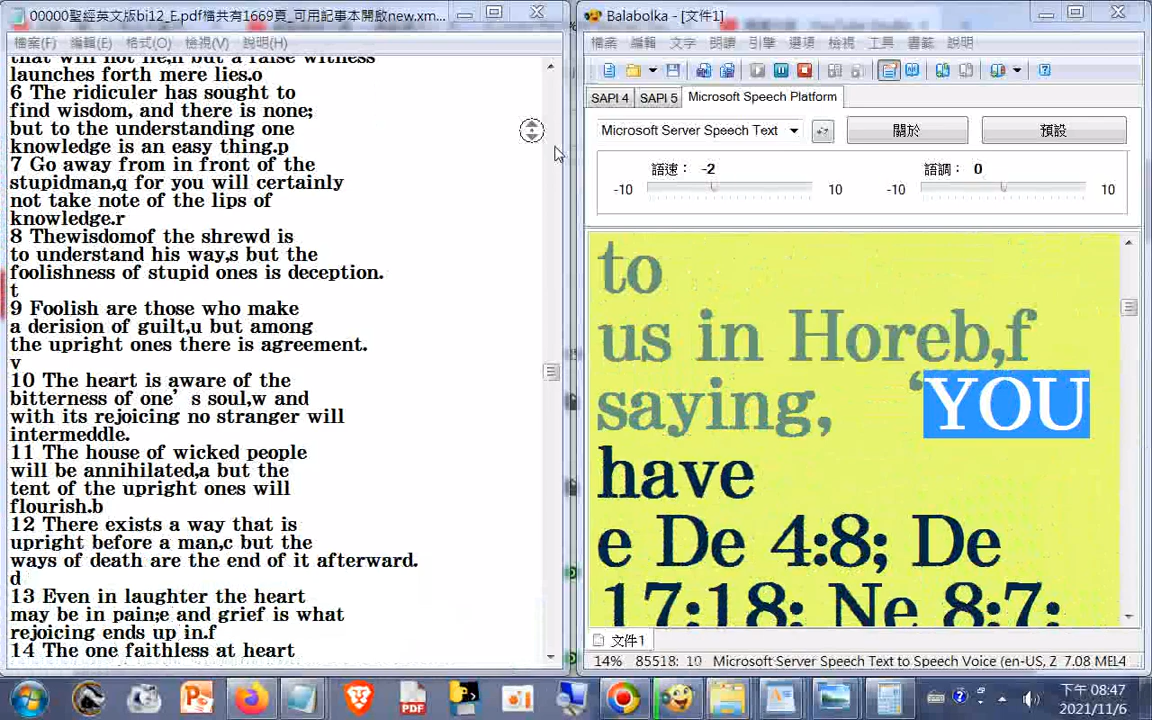 00000聖經英文版bi12_E.pdf檔共有1669頁_可用記事本開啟new.xm...
檔案(F) 編輯(E) 格式(O) 檢視(V) 說明(H)
that will not lie,n but a false witness
launches forth mere lies.o
6 The ridiculer has sought to
find wisdom, and there is none;
but to the understanding one
knowledge is an easy thing.p
7 Go away from in front of the
stupidman,q for you will certainly
not take note of the lips of
knowledge.r
8 Thewisdomof the shrewd is
to understand his way,s but the
foolishness of stupid ones is deception.
t
9 Foolish are those who make
a derision of guilt,u but among
the upright ones there is agreement.
v
10 The heart is aware of the
bitterness of one’s soul,w and
with its rejoicing no stranger will
intermeddle.
11 The house of wicked people
will be annihilated,a but the
tent of the upright ones will
flourish.b
12 There exists a way that is
upright before a man,c but the
ways of death are the end of it afterward.
d
13 Even in laughter the heart
may be in pain;e and grief is what
rejoicing ends up in.f
14 The one faithless at heart
Balabolka - [文件1]
檔案 編輯 文字 朗讀 引擎 選項 檢視 工具 書籤 說明
SAPI 4 SAPI 5 Microsoft Speech Platform
Microsoft Server Speech Text 關於 預設
語速： -2 語調： 0
-10 10 -10 10
to
us in Horeb,f
saying, ‘YOU
have
e De 4:8; De
17:18; Ne 8:7;
文件1
14% 85518: 10 Microsoft Server Speech Text to Speech Voice (en-US, Z 7.08 MEL4
PDF
下午 08:47
2021/11/6